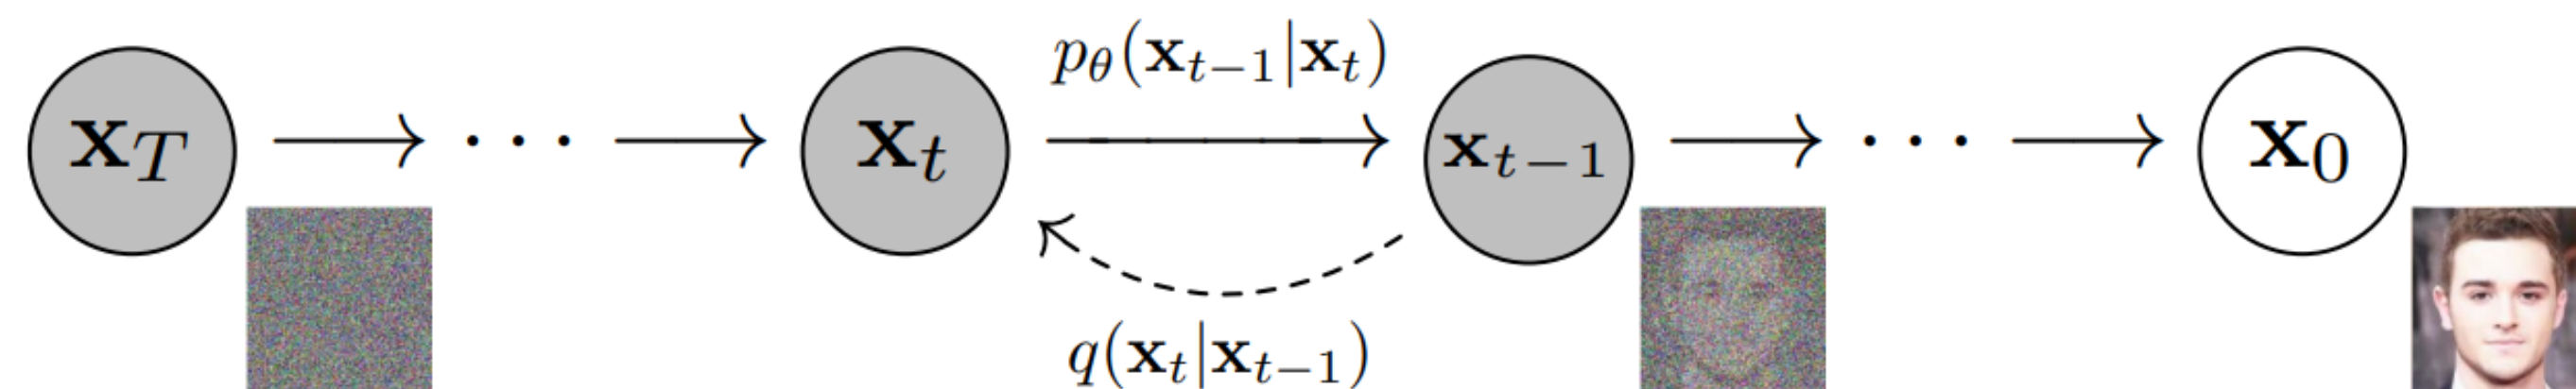 p_θ(x_{t−1}|x_t)
x_T ⟶ · · · ⟶ x_t ⟶ x_{t−1} ⟶ · · · ⟶ x_0
q(x_t|x_{t−1})